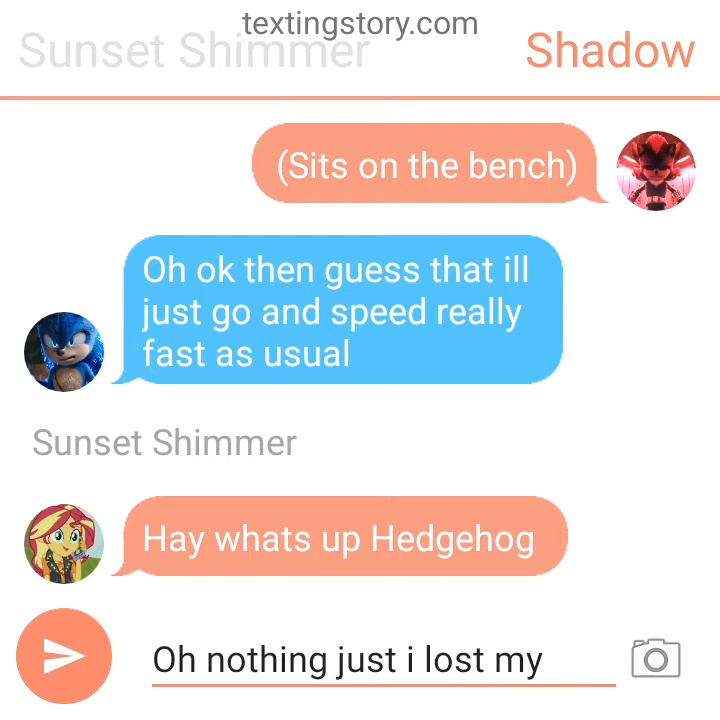 textingstory.com
Sunset Shimmer
Shadow
(Sits on the bench)
Oh ok then guess that ill
just go and speed really
fast as usual
Sunset Shimmer
Hay whats up Hedgehog
Oh nothing just i lost my